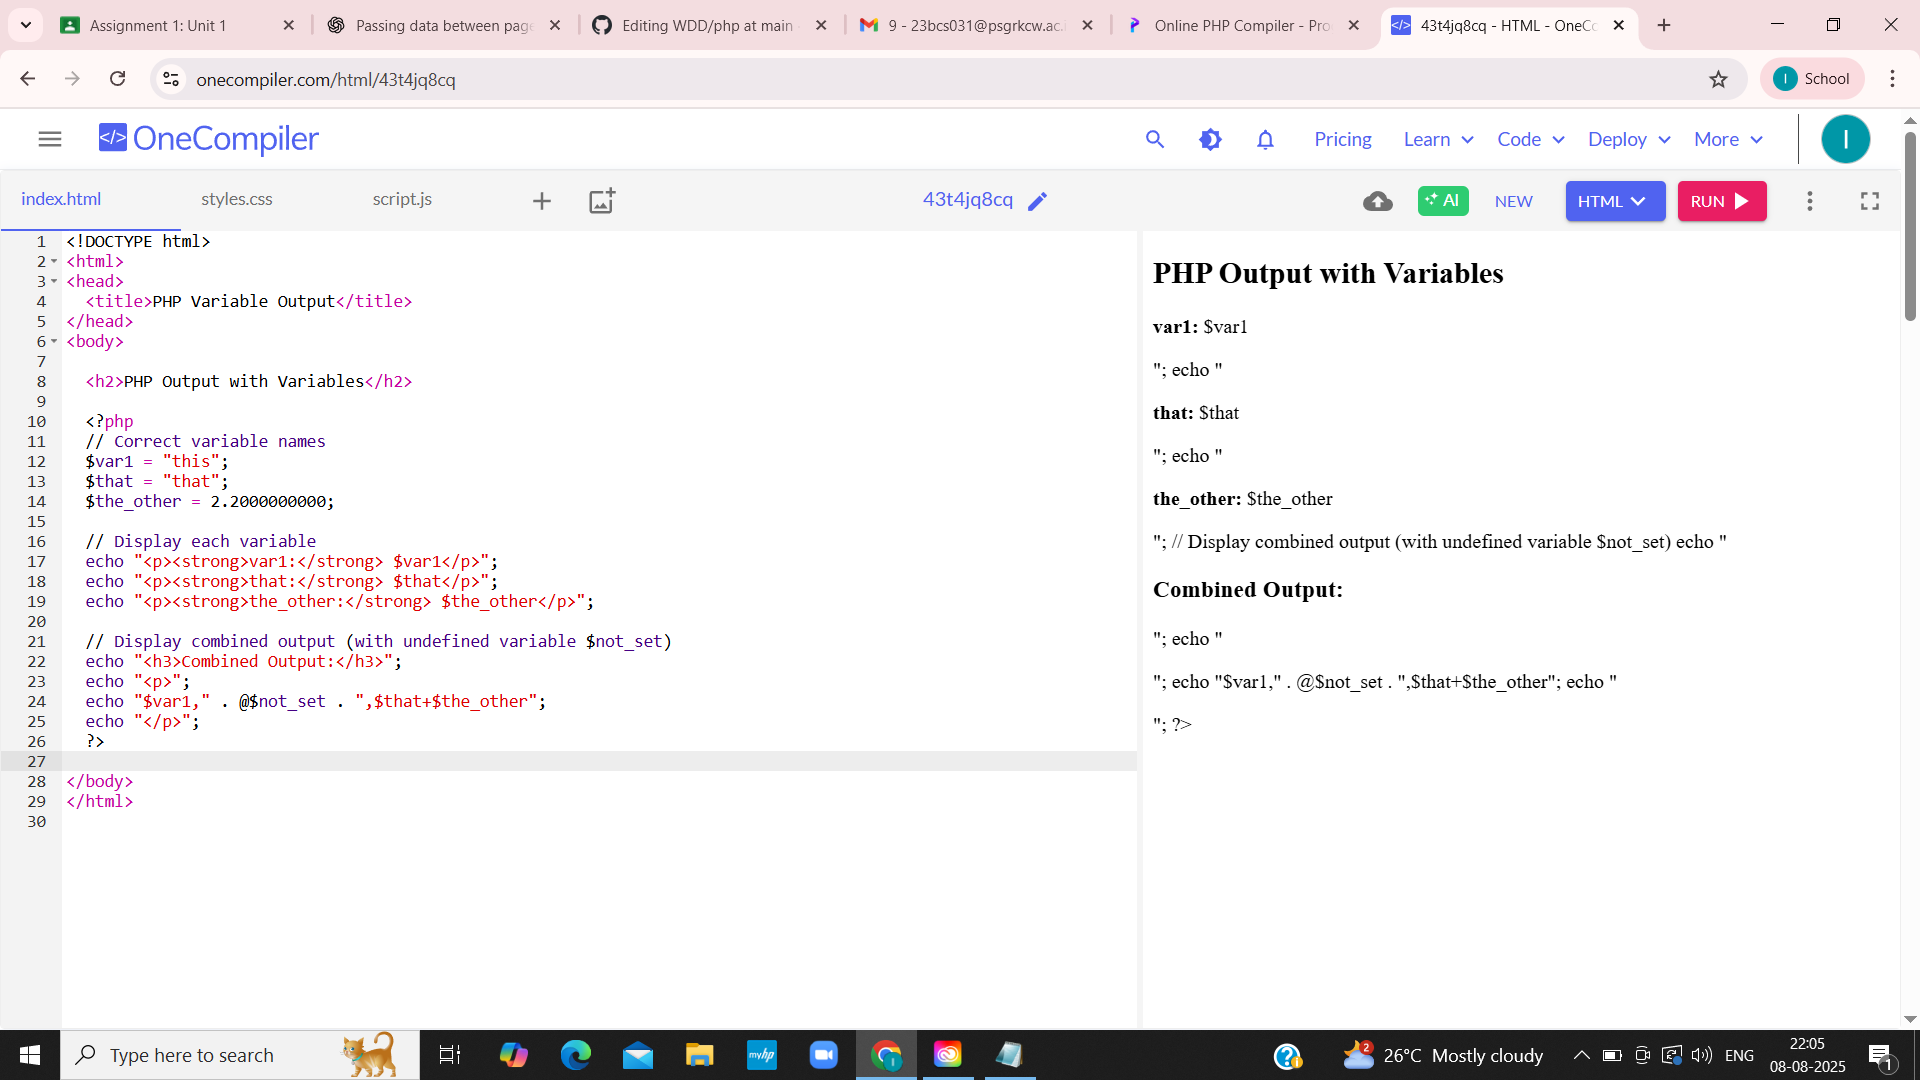 Assignment 1: Unit 1
Passing data between page
Editing WDD/php at main
9 - 23bcs031@psgrkcw.ac.i
Online PHP Compiler - Pro
43t4jq8cq - HTML - OneCo
onecompiler.com/html/43t4jq8cq
I
School
</> OneCompiler
Pricing
Learn
Code
Deploy
More
I
index.html
styles.css
script.js
43t4jq8cq
AI
NEW
HTML
RUN
1 <!DOCTYPE html>
2 <html>
3 <head>
4 <title>PHP Variable Output</title>
5 </head>
6 <body>
7
8 <h2>PHP Output with Variables</h2>
9
10 <?php
11 // Correct variable names
12 $var1 = "this";
13 $that = "that";
14 $the_other = 2.2000000000;
15
16 // Display each variable
17 echo "<p><strong>var1:</strong> $var1</p>";
18 echo "<p><strong>that:</strong> $that</p>";
19 echo "<p><strong>the_other:</strong> $the_other</p>";
20
21 // Display combined output (with undefined variable $not_set)
22 echo "<h3>Combined Output:</h3>";
23 echo "<p>";
24 echo "$var1," . @$not_set . ",$that+$the_other";
25 echo "</p>";
26 ?>
27
28 </body>
29 </html>
30
PHP Output with Variables
var1: $var1
"; echo "
that: $that
"; echo "
the_other: $the_other
"; // Display combined output (with undefined variable $not_set) echo "
Combined Output:
"; echo "
"; echo "$var1," . @$not_set . ",$that+$the_other"; echo "
"; ?>
Type here to search
myhp
2
26°C Mostly cloudy
ENG
22:05
08-08-2025
1